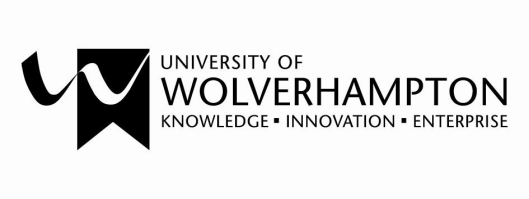 UNIVERSITY OF
WOLVERHAMPTON
KNOWLEDGE ▪ INNOVATION ▪ ENTERPRISE